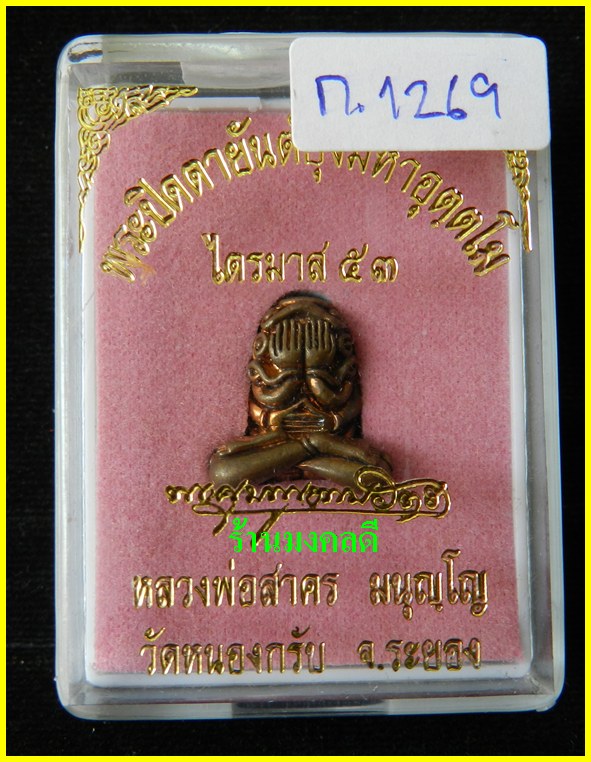 ก.1269
พระปิดตายันต์ยุ่งมหาอุตฺตโม
ไตรมาส ๕๓
ร้านมงคลดี
หลวงพ่อสาคร มนุญฺโญ
วัดหนองกรับ จ.ระยอง